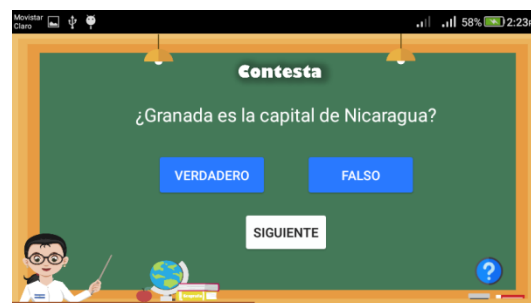 Movistar
Claro
58% 2:23
Contesta
¿Granada es la capital de Nicaragua?
VERDADERO FALSO
SIGUIENTE
?